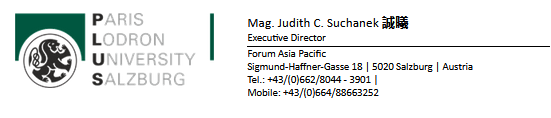 PARIS
LODRON
UNIVERSITY
SALZBURG
Mag. Judith C. Suchanek 誠曦
Executive Director
Forum Asia Pacific
Sigmund-Haffner-Gasse 18 | 5020 Salzburg | Austria
Tel.: +43/(0)662/8044 - 3901 |
Mobile: +43/(0)664/88663252